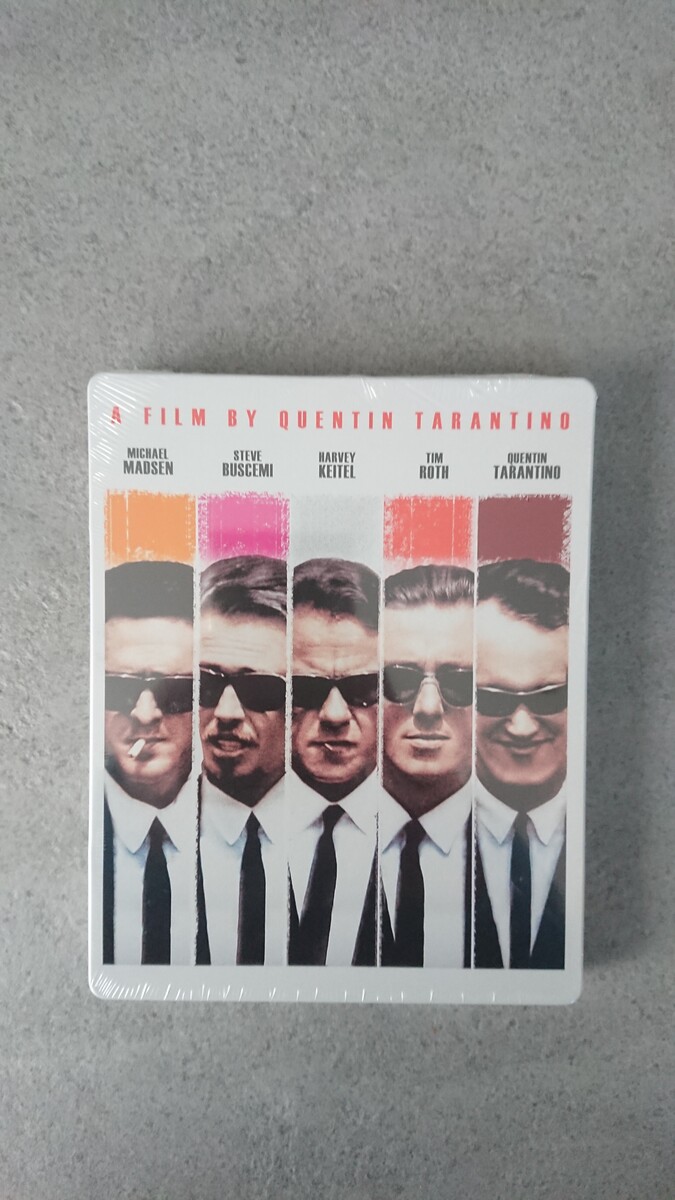 A FILM BY QUENTIN TARANTINO
MICHAEL
MADSEN
STEVE
BUSCEMI
HARVEY
KEITEL
TIM
ROTH
QUENTIN
TARANTINO